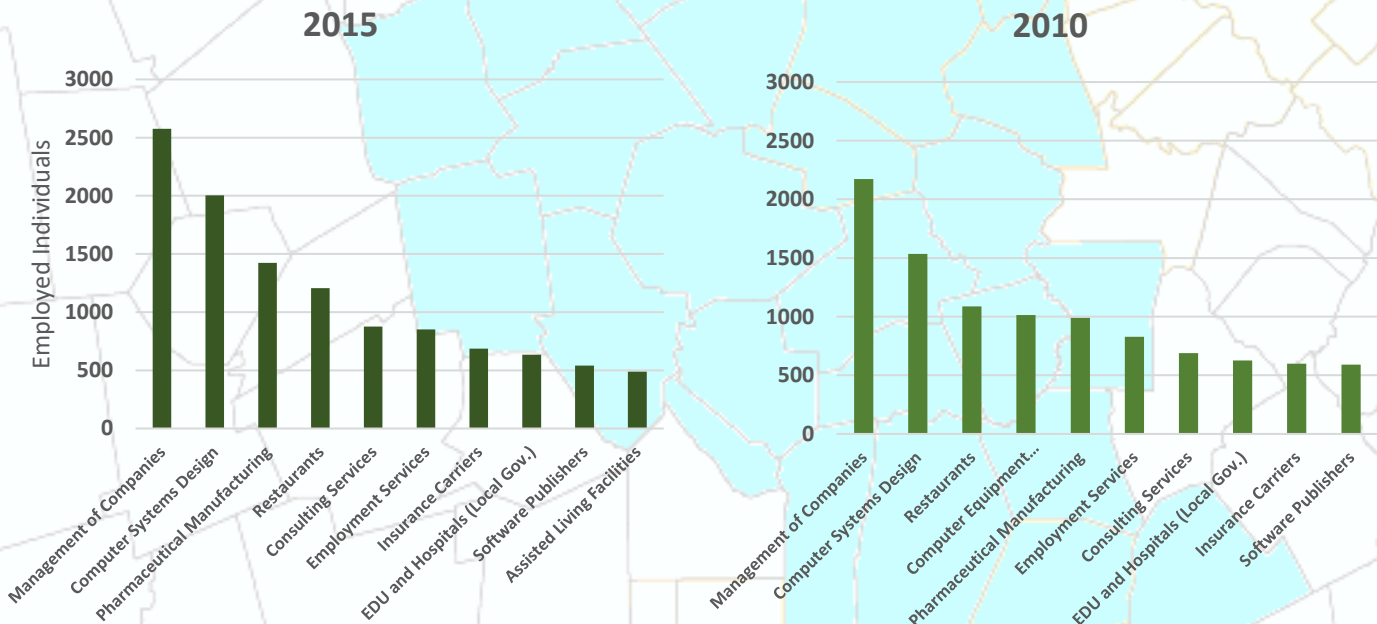 2015
3000
2500
2000
1500
1000
500
0
Employed Individuals
Management of Companies
Computer Systems Design
Pharmaceutical Manufacturing
Restaurants
Consulting Services
Employment Services
Insurance Carriers
EDU and Hospitals (Local Gov.)
Software Publishers
Assisted Living Facilities
2010
3000
2500
2000
1500
1000
500
0
Management of Companies
Computer Systems Design
Restaurants
Computer Equipment...
Pharmaceutical Manufacturing
Employment Services
Consulting Services
EDU and Hospitals (Local Gov.)
Insurance Carriers
Software Publishers